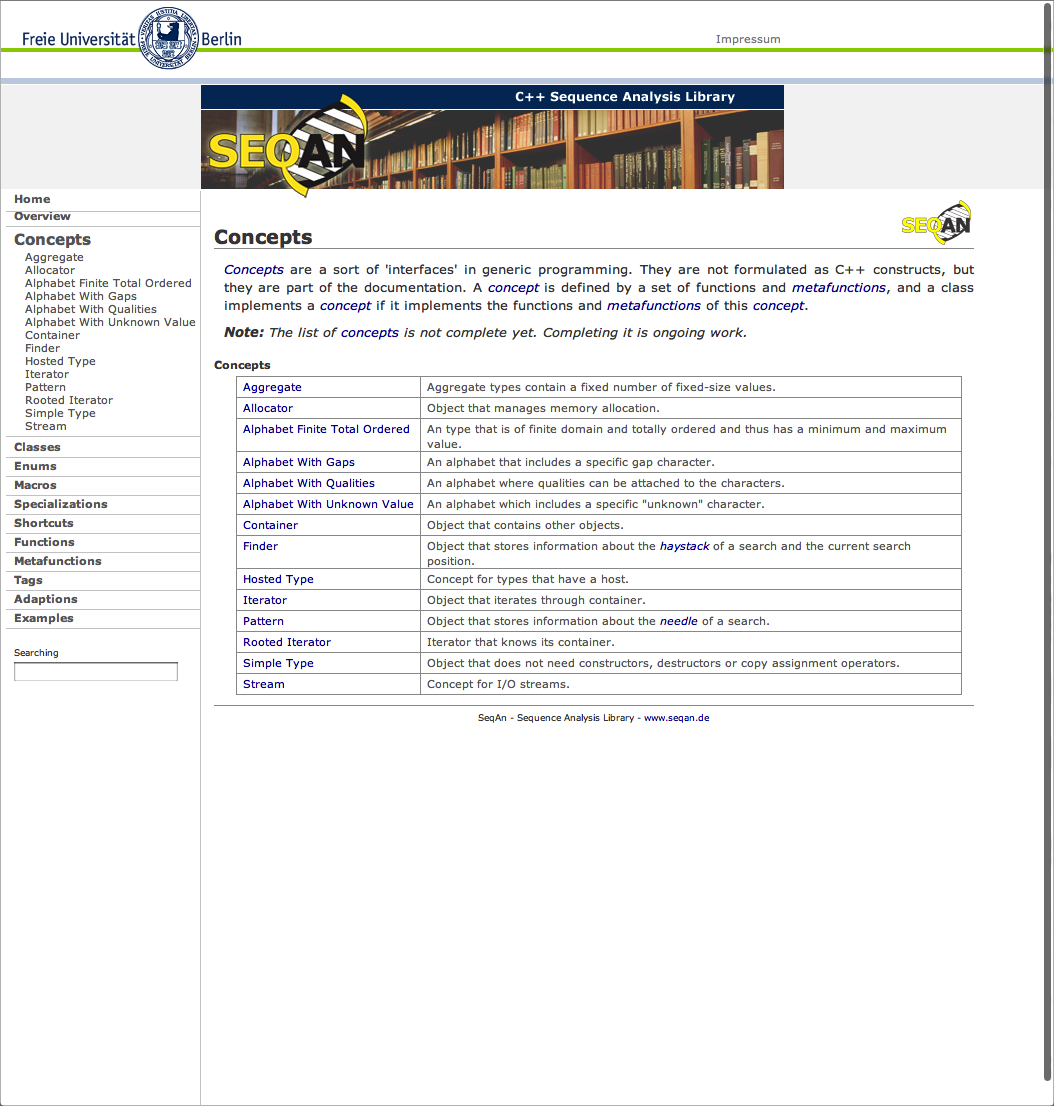 Freie Universität Berlin
Impressum
C++ Sequence Analysis Library
SEQAN
Home
Overview
Concepts
Aggregate
Allocator
Alphabet Finite Total Ordered
Alphabet With Gaps
Alphabet With Qualities
Alphabet With Unknown Value
Container
Finder
Hosted Type
Iterator
Pattern
Rooted Iterator
Simple Type
Stream
Classes
Enums
Macros
Specializations
Shortcuts
Functions
Metafunctions
Tags
Adaptions
Examples
Searching
SEQAN
Concepts
Concepts are a sort of 'interfaces' in generic programming. They are not formulated as C++ constructs, but
they are part of the documentation. A concept is defined by a set of functions and metafunctions, and a class
implements a concept if it implements the functions and metafunctions of this concept.
Note: The list of concepts is not complete yet. Completing it is ongoing work.
Concepts
Aggregate Aggregate types contain a fixed number of fixed-size values.
Allocator Object that manages memory allocation.
Alphabet Finite Total Ordered An type that is of finite domain and totally ordered and thus has a minimum and maximum
value.
Alphabet With Gaps An alphabet that includes a specific gap character.
Alphabet With Qualities An alphabet where qualities can be attached to the characters.
Alphabet With Unknown Value An alphabet which includes a specific "unknown" character.
Container Object that contains other objects.
Finder Object that stores information about the haystack of a search and the current search
position.
Hosted Type Concept for types that have a host.
Iterator Object that iterates through container.
Pattern Object that stores information about the needle of a search.
Rooted Iterator Iterator that knows its container.
Simple Type Object that does not need constructors, destructors or copy assignment operators.
Stream Concept for I/O streams.
SeqAn - Sequence Analysis Library - www.seqan.de